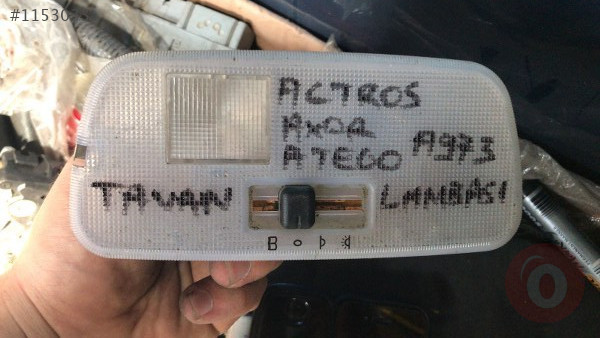 #11530
ACTROS
AXOR
ATEGO A973
TAVAN LAMBASI
B